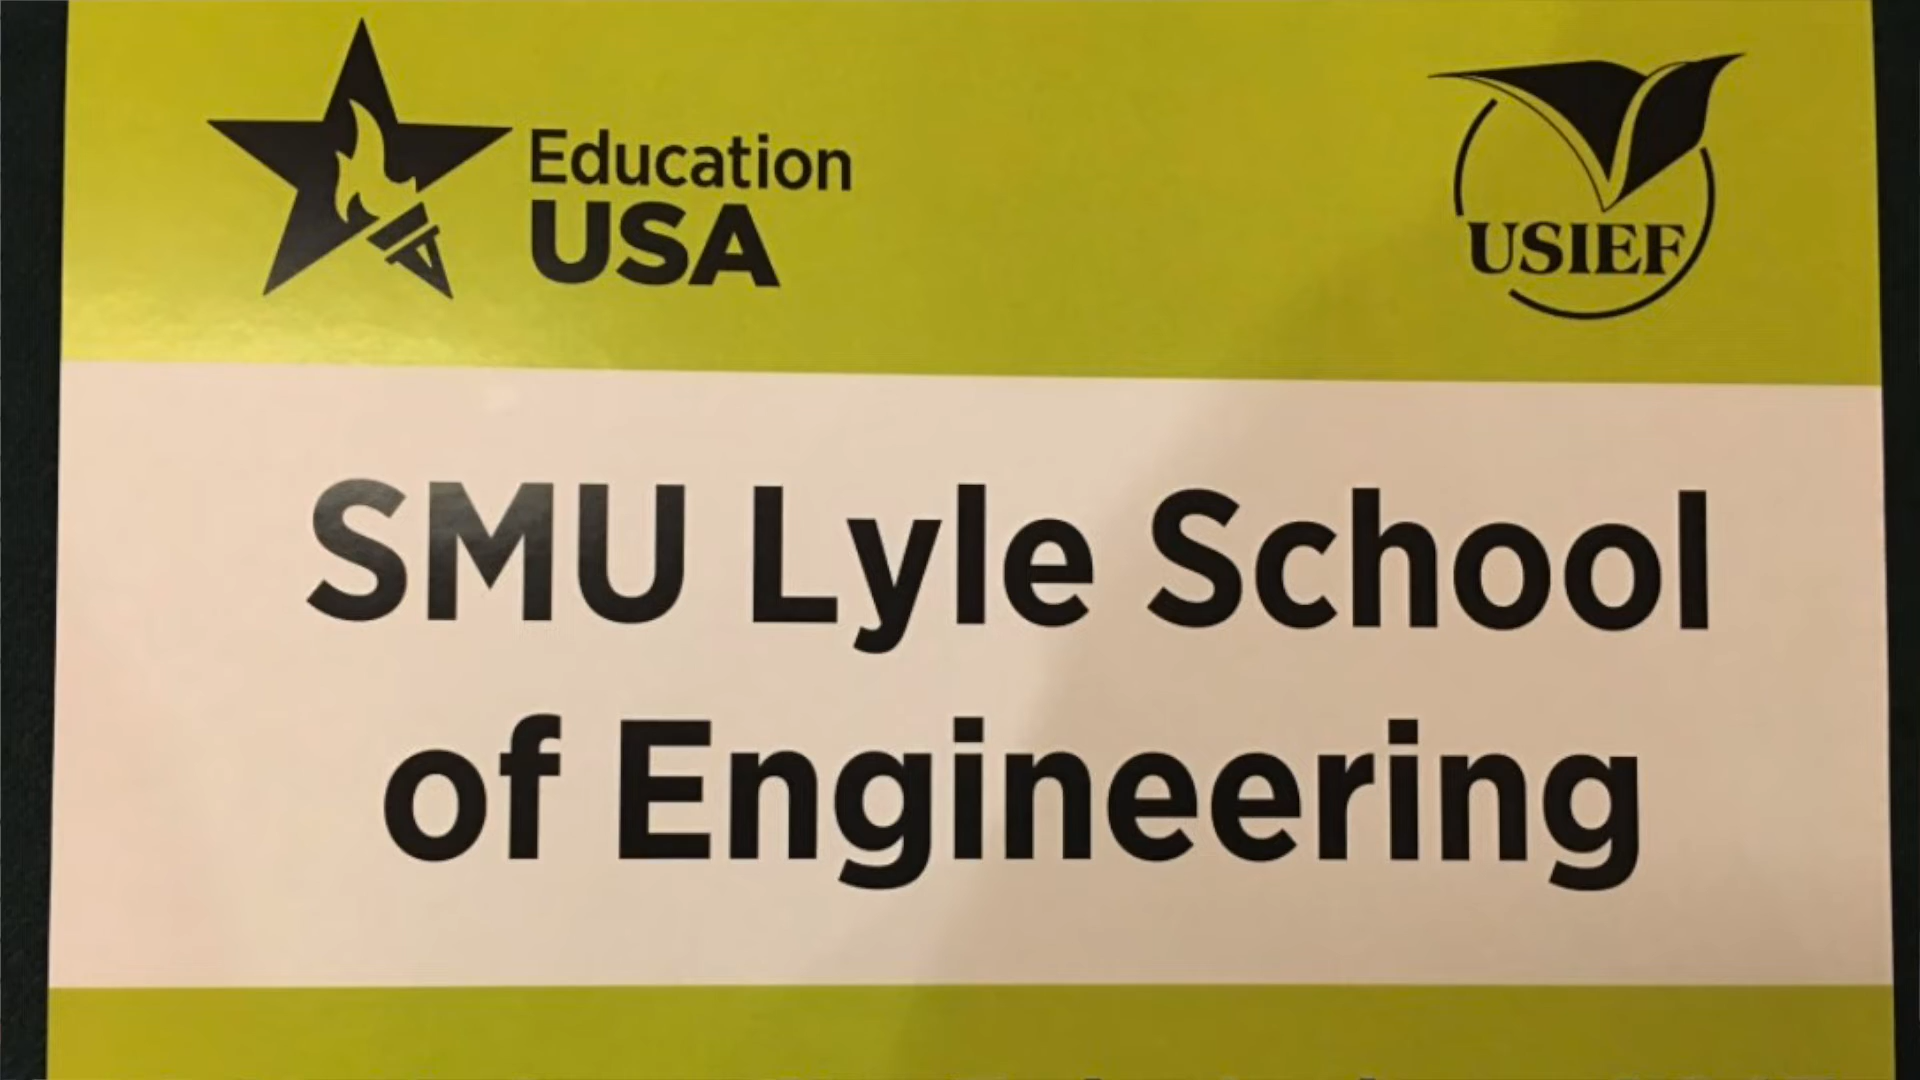 Education
USA
USIEF
SMU Lyle School
of Engineering